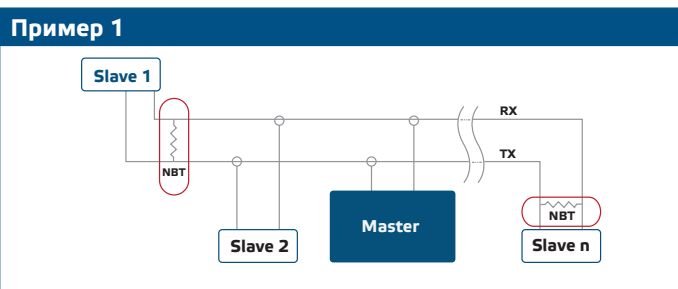 Пример 1
Slave 1
RX
NBT
TX
Master
NBT
Slave 2
Slave n